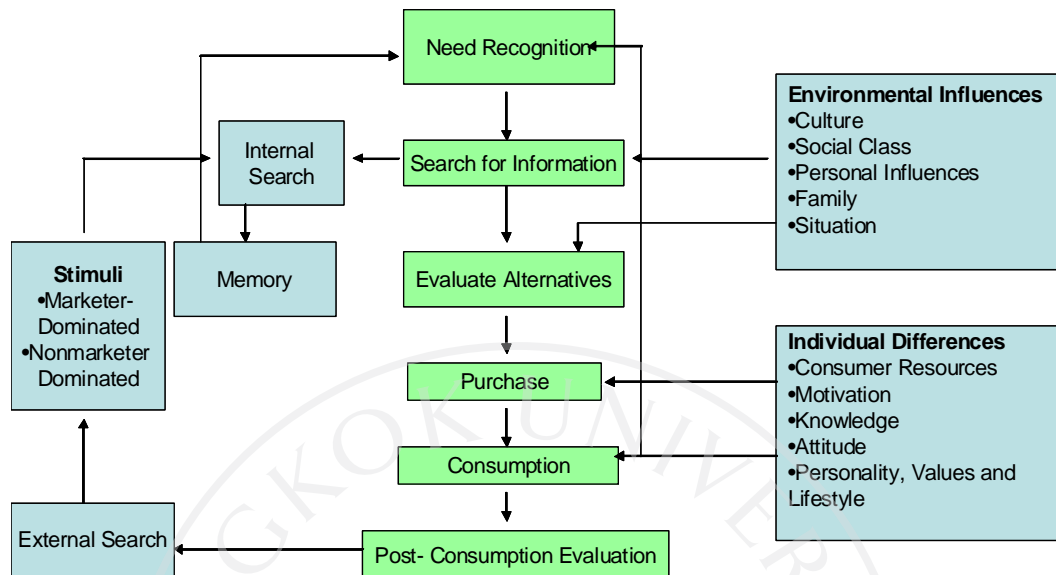 Need Recognition
Environmental Influences
•Culture
•Social Class
•Personal Influences
•Family
•Situation
Internal
Search
Search for Information
Stimuli
•Marketer-
Dominated
•Nonmarketer
Dominated
Memory
Evaluate Alternatives
Individual Differences
•Consumer Resources
•Motivation
•Knowledge
•Attitude
•Personality, Values and
Lifestyle
Purchase
Consumption
External Search
Post- Consumption Evaluation
GKOK UNIVER